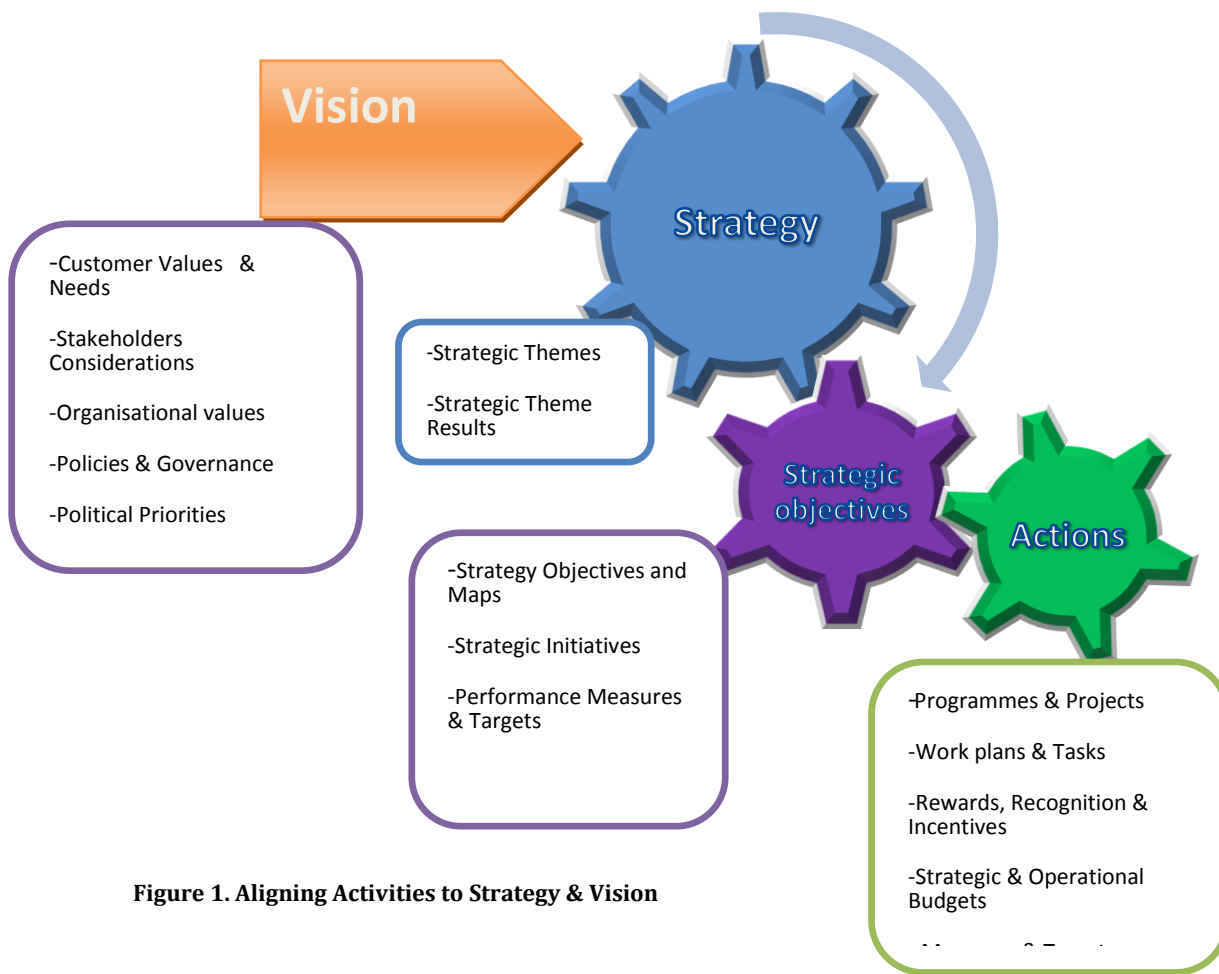 Vision
Strategy
-Customer Values &
Needs
-Stakeholders
Considerations
-Organisational values
-Policies & Governance
-Political Priorities
-Strategic Themes
-Strategic Theme
Results
Strategic
objectives
Actions
-Strategy Objectives and
Maps
-Strategic Initiatives
-Performance Measures
& Targets
-Programmes & Projects
-Work plans & Tasks
-Rewards, Recognition &
Incentives
-Strategic & Operational
Budgets
Figure 1. Aligning Activities to Strategy & Vision